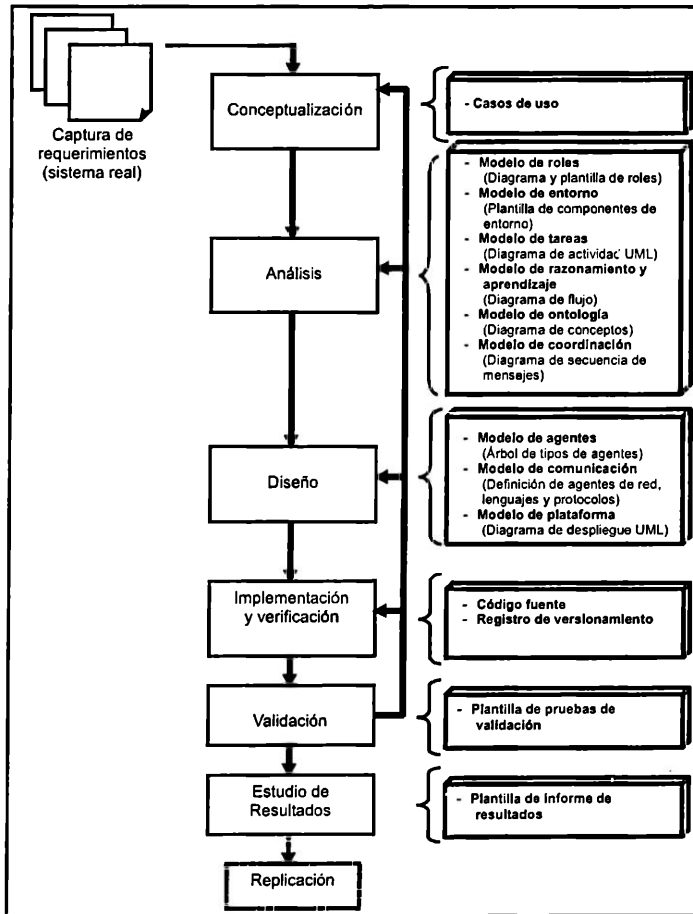 Captura de
requerimientos
(sistema real)
Conceptualización
- Casos de uso
Análisis
- Modelo de roles
(Diagrama y plantilla de roles)
- Modelo de entorno
(Plantilla de componentes de
entorno)
- Modelo de tareas
(Diagrama de actividad UML)
- Modelo de razonamiento y
aprendizaje
(Diagrama de flujo)
- Modelo de ontología
(Diagrama de conceptos)
- Modelo de coordinación
(Diagrama de secuencia de
mensajes)
Diseño
- Modelo de agentes
(Árbol de tipos de agentes)
- Modelo de comunicación
(Definición de agentes de red,
lenguajes y protocolos)
- Modelo de plataforma
(Diagrama de despliegue UML)
Implementación
y verificación
- Código fuente
- Registro de versionamiento
Validación
- Plantilla de pruebas de
validación
Estudio de
Resultados
- Plantilla de informe de
resultados
Replicación